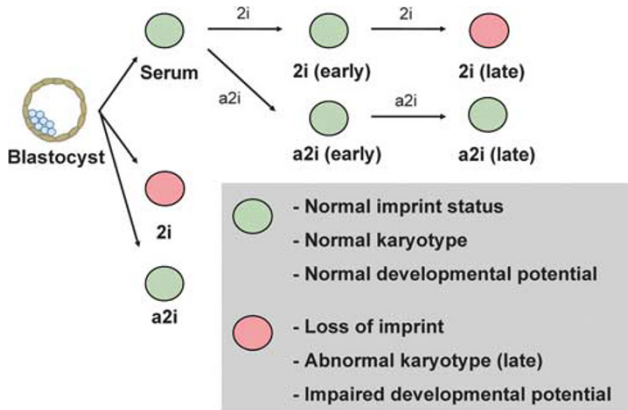 2i
2i
Serum
2i (early)
2i (late)
a2i
a2i
Blastocyst
a2i (early)
a2i (late)
2i
a2i
- Normal imprint status
- Normal karyotype
- Normal developmental potential
- Loss of imprint
- Abnormal karyotype (late)
- Impaired developmental potential